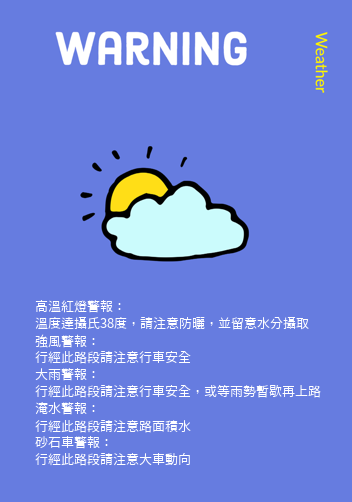 WARNING
Weather
高溫紅燈警報：
溫度達攝氏38度，請注意防曬，並留意水分攝取
強風警報：
行經此路段請注意行車安全
大雨警報：
行經此路段請注意行車安全，或等雨勢暫歇再上路
淹水警報：
行經此路段請注意路面積水
砂石車警報：
行經此路段請注意大車動向